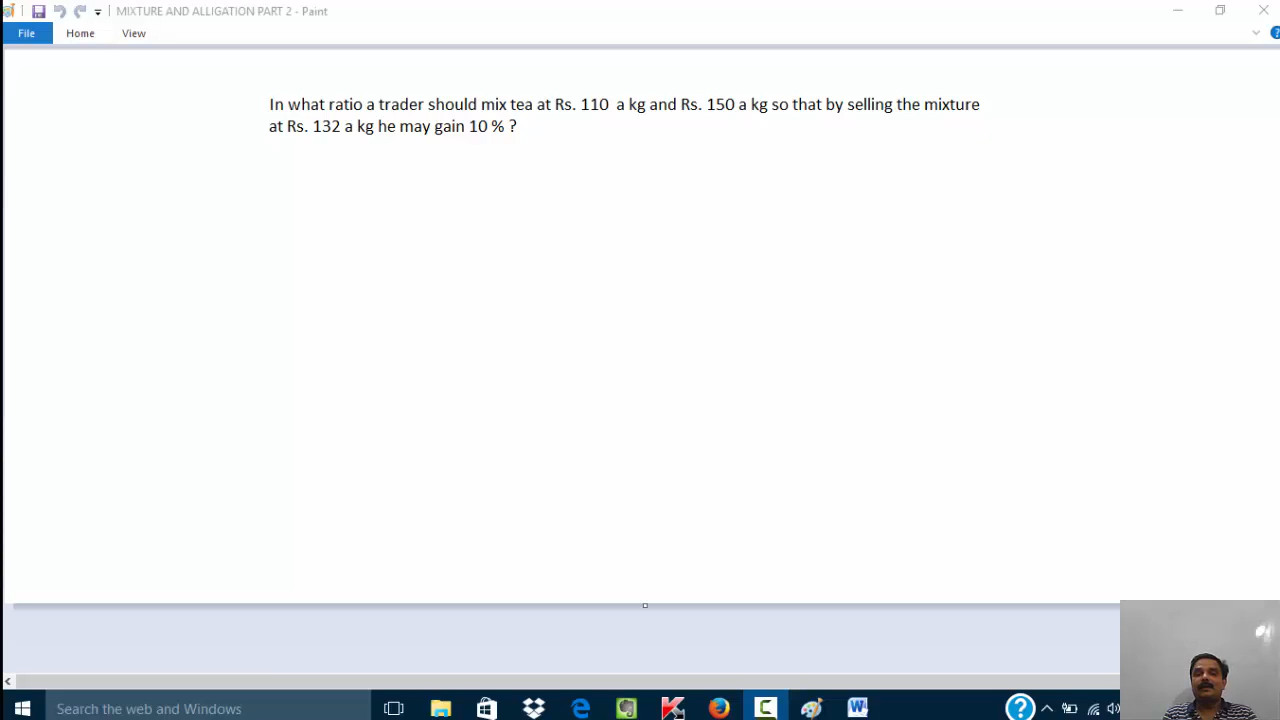 MIXTURE AND ALLIGATION PART 2 - Paint
File Home View
In what ratio a trader should mix tea at Rs. 110 a kg and Rs. 150 a kg so that by selling the mixture
at Rs. 132 a kg he may gain 10 % ?
Search the web and Windows